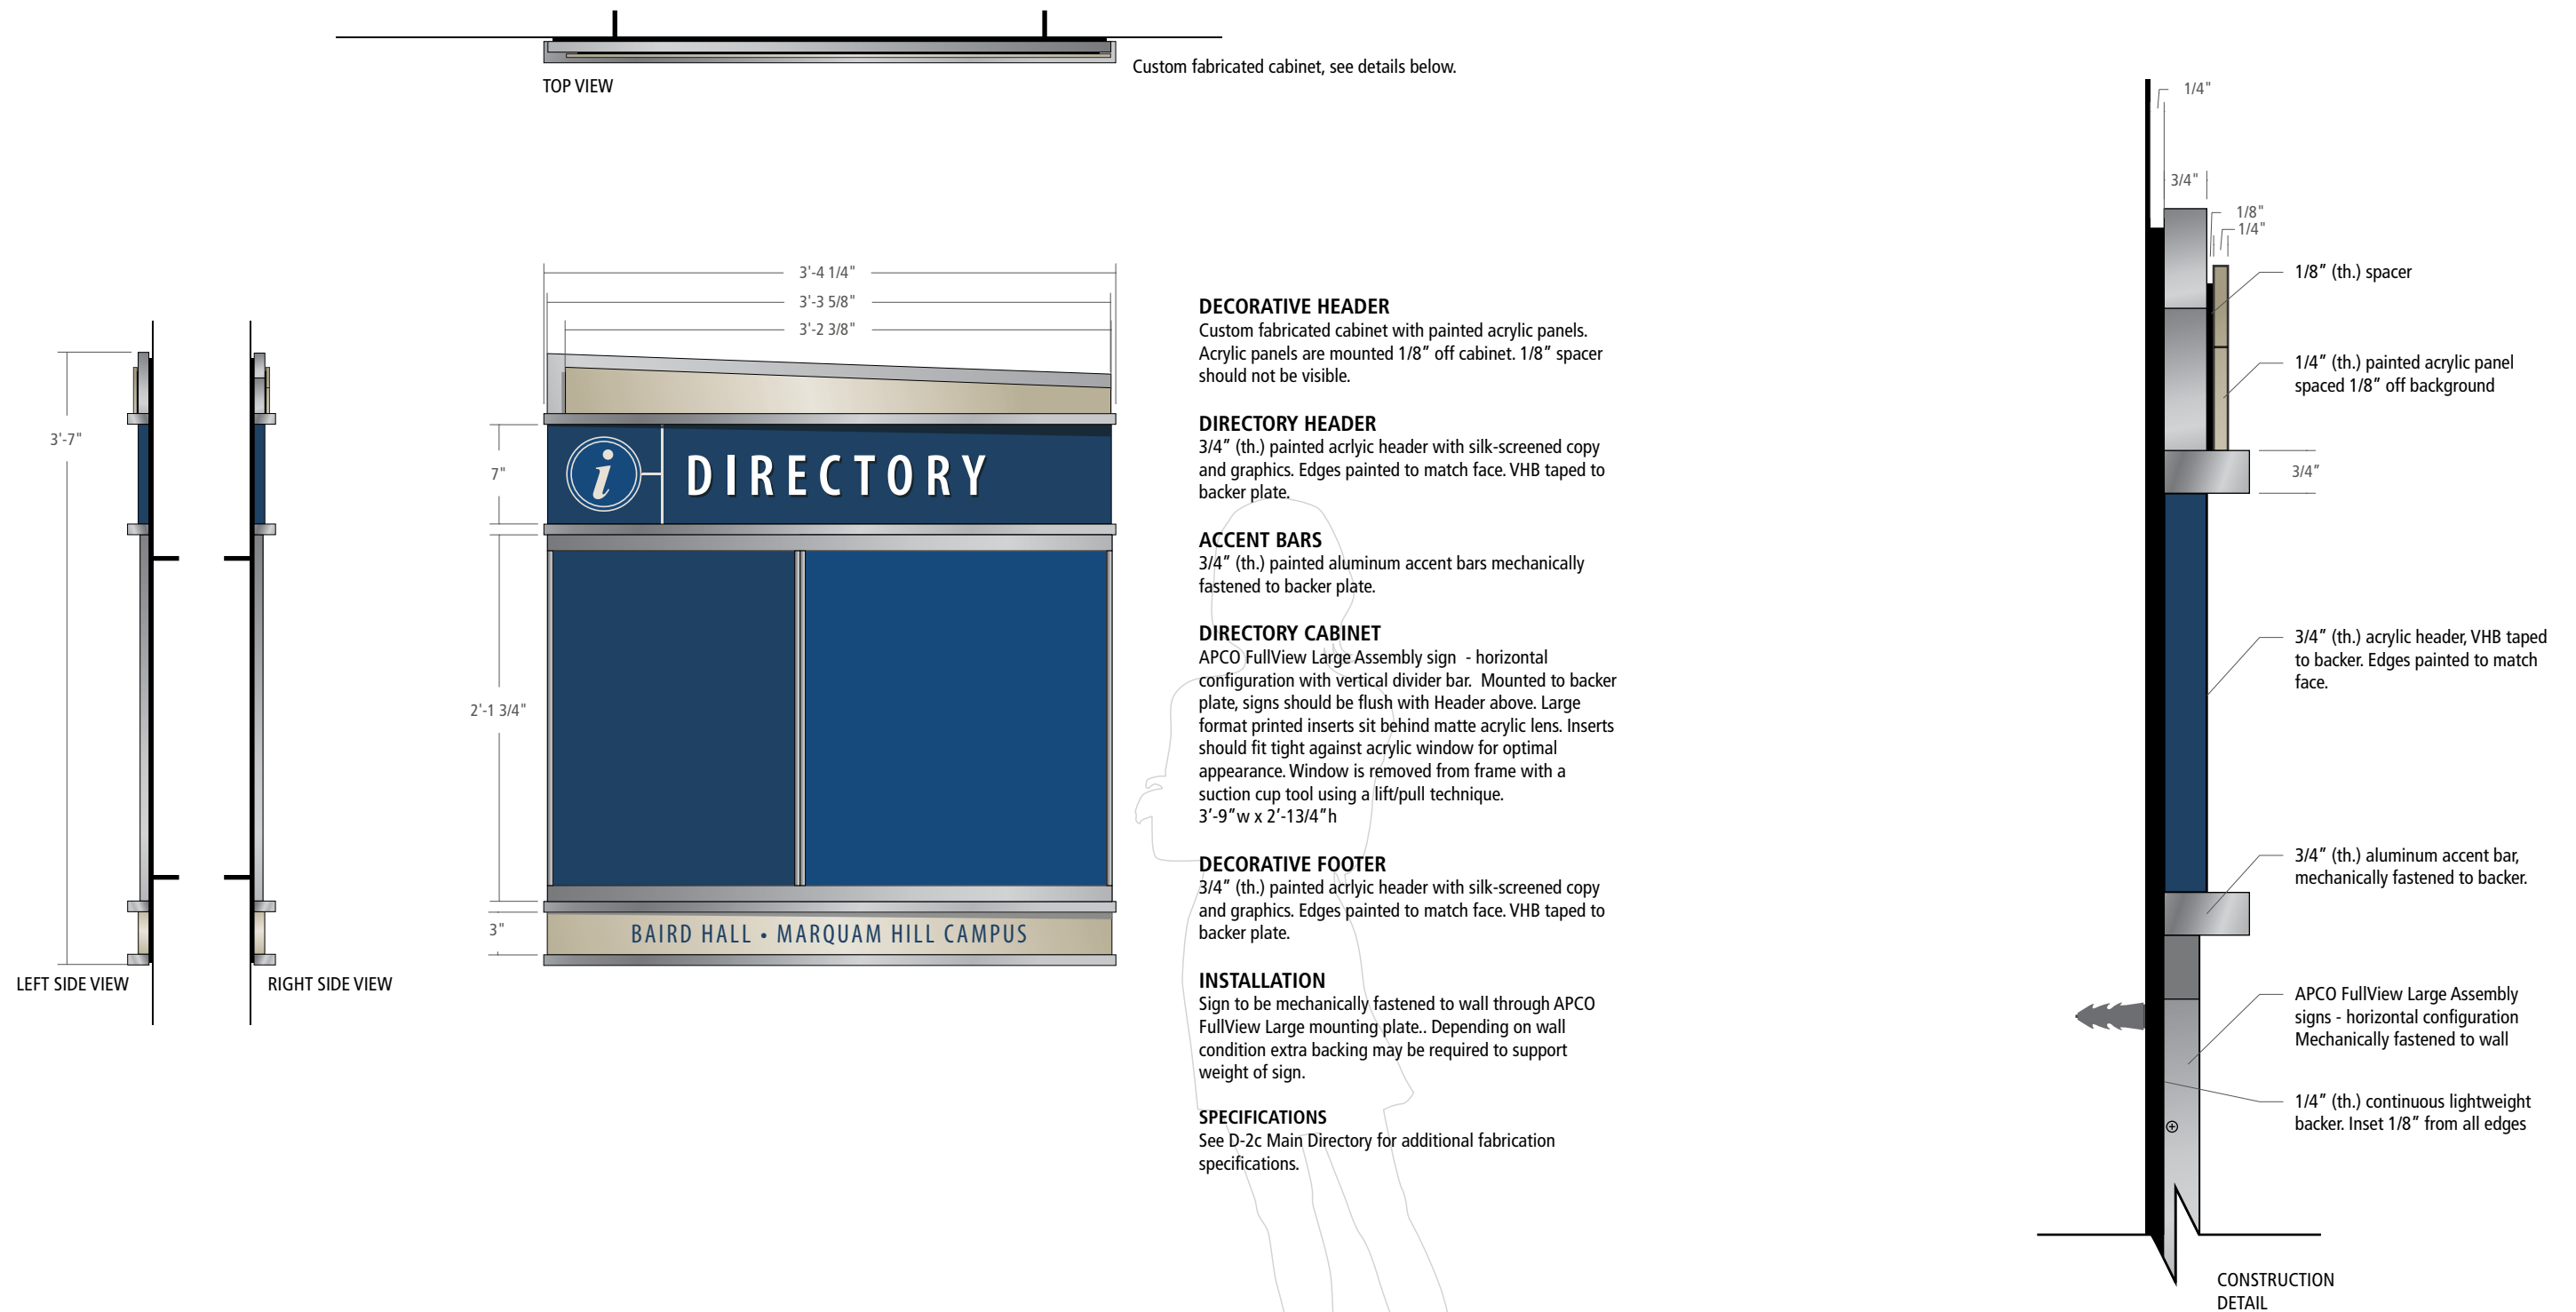 TOP VIEW
Custom fabricated cabinet, see details below.
3'-4 1/4"
3'-3 5/8"
3'-2 3/8"
3'-7"
7"
2'-1 3/4"
3"
LEFT SIDE VIEW
RIGHT SIDE VIEW
i
DIRECTORY
BAIRD HALL • MARQUAM HILL CAMPUS
DECORATIVE HEADER
Custom fabricated cabinet with painted acrylic panels.
Acrylic panels are mounted 1/8” off cabinet. 1/8” spacer
should not be visible.
DIRECTORY HEADER
3/4” (th.) painted acrlyic header with silk-screened copy
and graphics. Edges painted to match face. VHB taped to
backer plate.
ACCENT BARS
3/4” (th.) painted aluminum accent bars mechanically
fastened to backer plate.
DIRECTORY CABINET
APCO FullView Large Assembly sign - horizontal
configuration with vertical divider bar. Mounted to backer
plate, signs should be flush with Header above. Large
format printed inserts sit behind matte acrylic lens. Inserts
should fit tight against acrylic window for optimal
appearance. Window is removed from frame with a
suction cup tool using a lift/pull technique.
3’-9”w x 2’-13/4”h
DECORATIVE FOOTER
3/4” (th.) painted acrlyic header with silk-screened copy
and graphics. Edges painted to match face. VHB taped to
backer plate.
INSTALLATION
Sign to be mechanically fastened to wall through APCO
FullView Large mounting plate.. Depending on wall
condition extra backing may be required to support
weight of sign.
SPECIFICATIONS
See D-2c Main Directory for additional fabrication
specifications.
1/4"
3/4"
1/8"
1/4"
1/8” (th.) spacer
1/4” (th.) painted acrylic panel
spaced 1/8” off background
3/4”
3/4” (th.) acrylic header, VHB taped
to backer. Edges painted to match
face.
3/4” (th.) aluminum accent bar,
mechanically fastened to backer.
APCO FullView Large Assembly
signs - horizontal configuration
Mechanically fastened to wall
1/4” (th.) continuous lightweight
backer. Inset 1/8” from all edges
CONSTRUCTION
DETAIL